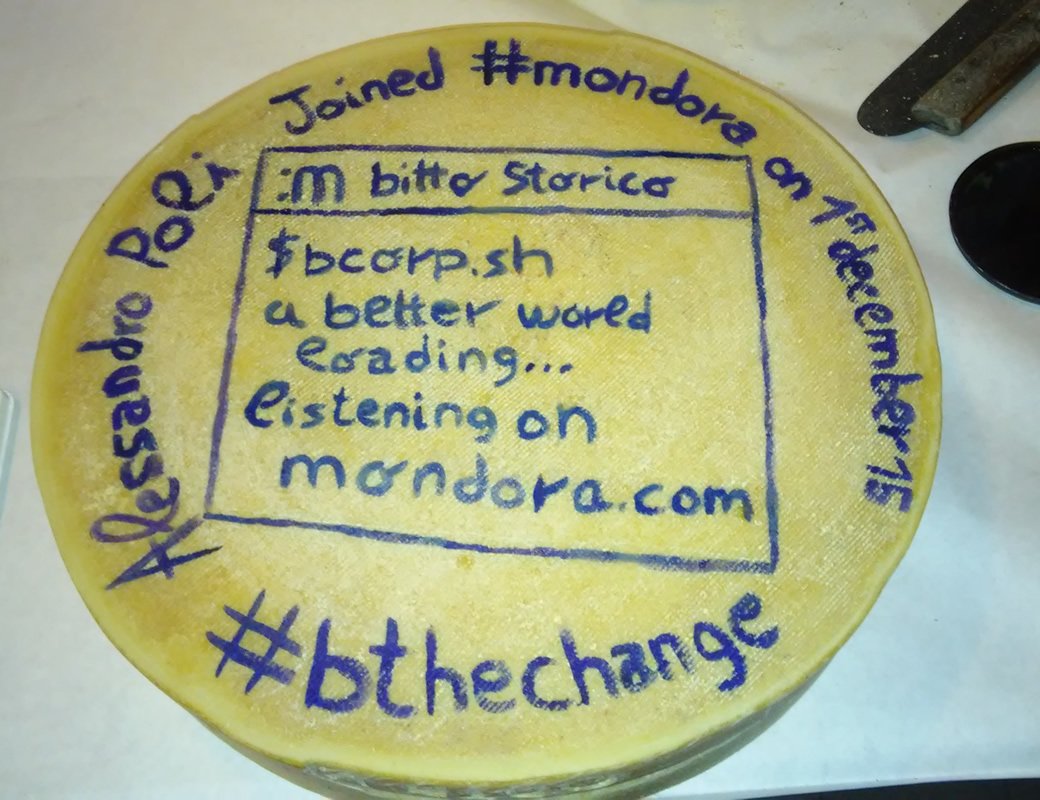 Alessandro Poli Joined #mondora on 1st december 15
:m bitto Storico
$bcorp.sh
a better world
loading...
listening on
mondora.com
#bthechange